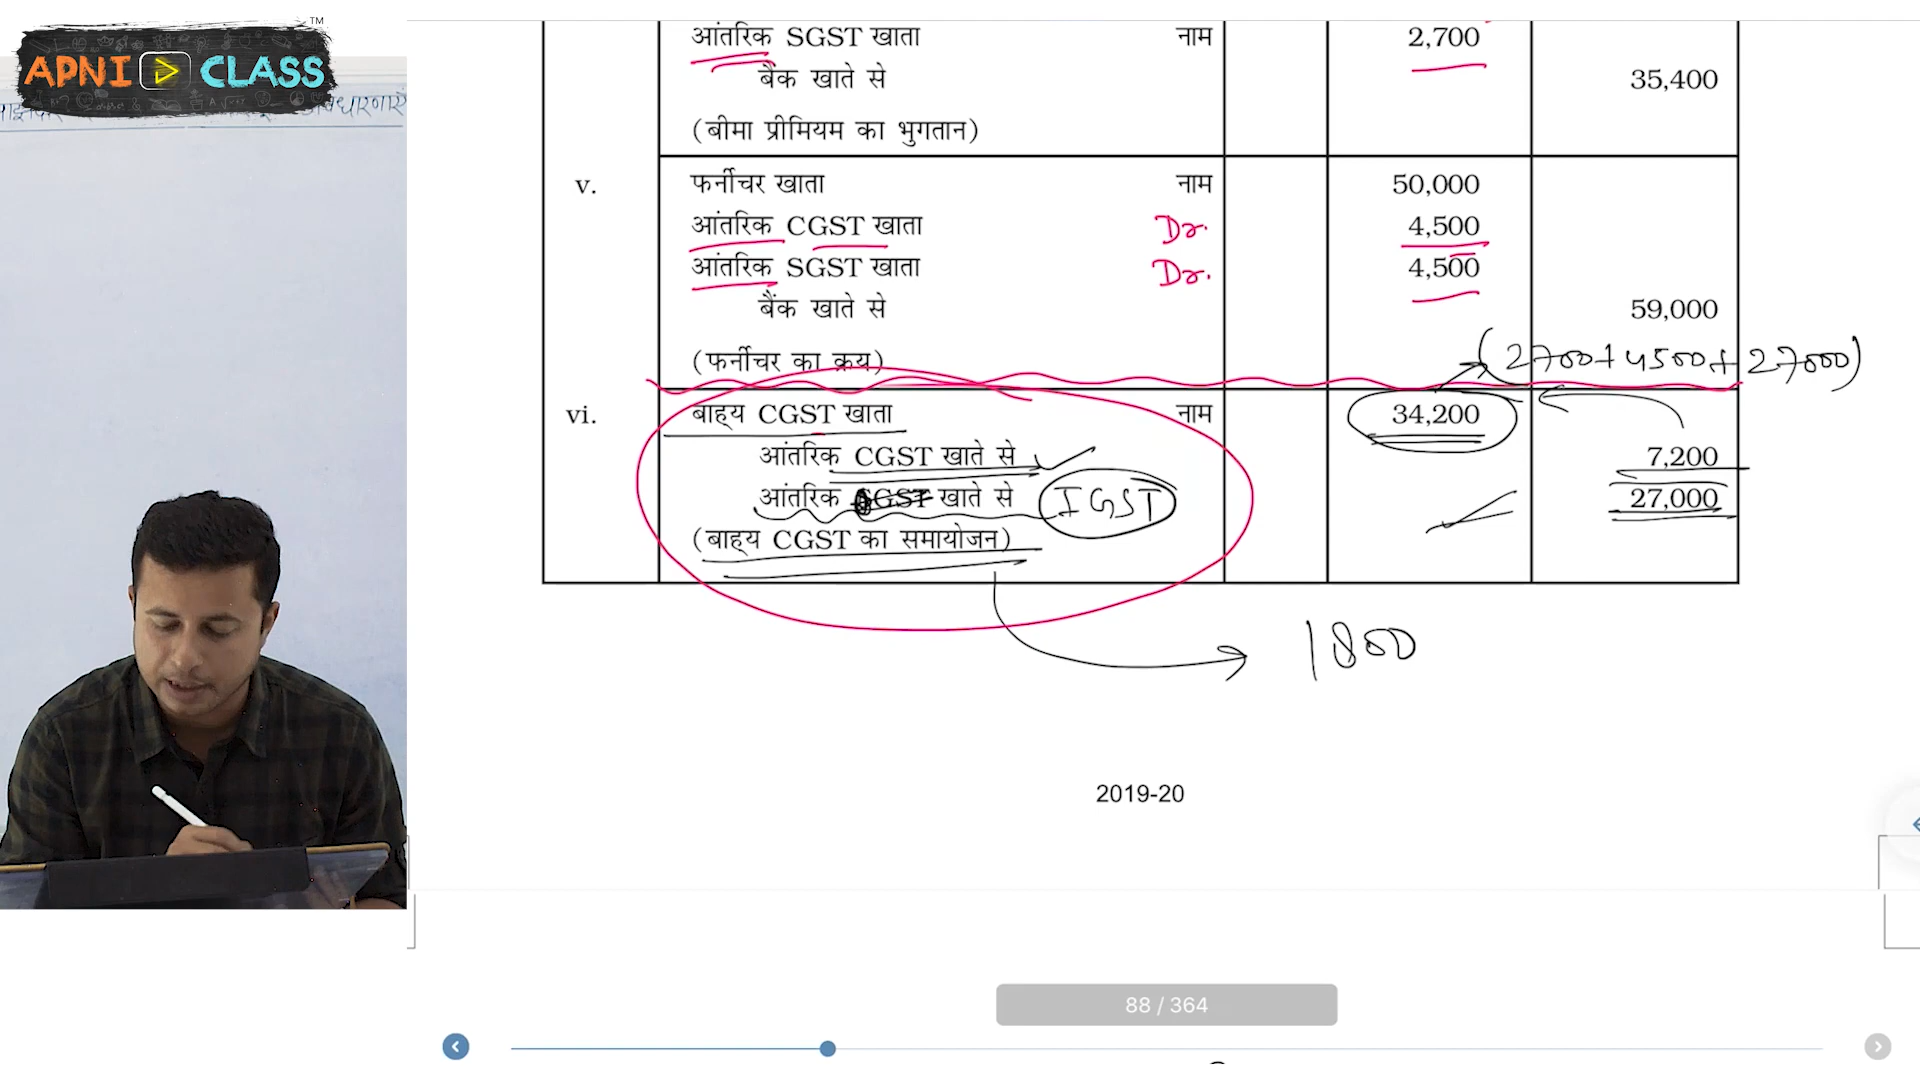 APNI CLASS
TM
आंतरिक SGST खाता नाम 2,700
बैंक खाते से 35,400
(बीमा प्रीमियम का भुगतान)
v. फर्नीचर खाता नाम 50,000
आंतरिक CGST खाता Dr. 4,500
आंतरिक SGST खाता Dr. 4,500
बैंक खाते से 59,000
(फर्नीचर का क्रय) (2700+4500+27000)
vi. बाह्य CGST खाता नाम 34,200
आंतरिक CGST खाते से 7,200
आंतरिक CGST खाते से IGST 27,000
(बाह्य CGST का समायोजन)
1800
2019-20
88 / 364